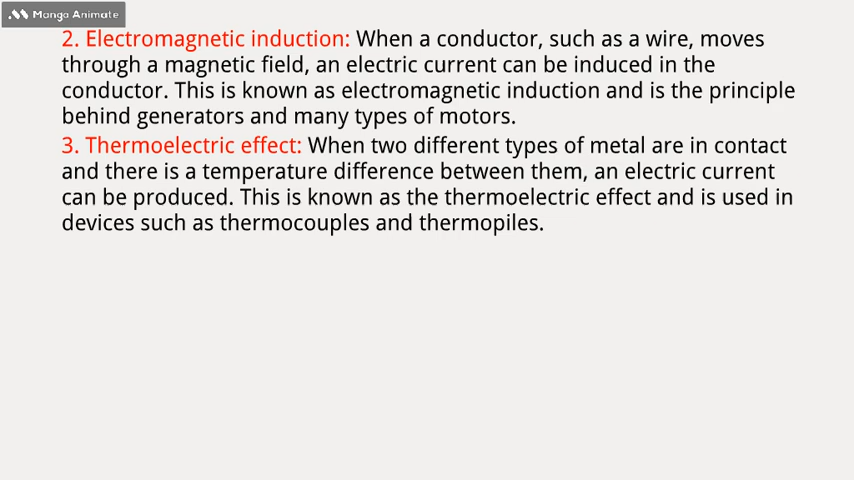 Manga Animate
2. Electromagnetic induction: When a conductor, such as a wire, moves
through a magnetic field, an electric current can be induced in the
conductor. This is known as electromagnetic induction and is the principle
behind generators and many types of motors.
3. Thermoelectric effect: When two different types of metal are in contact
and there is a temperature difference between them, an electric current
can be produced. This is known as the thermoelectric effect and is used in
devices such as thermocouples and thermopiles.